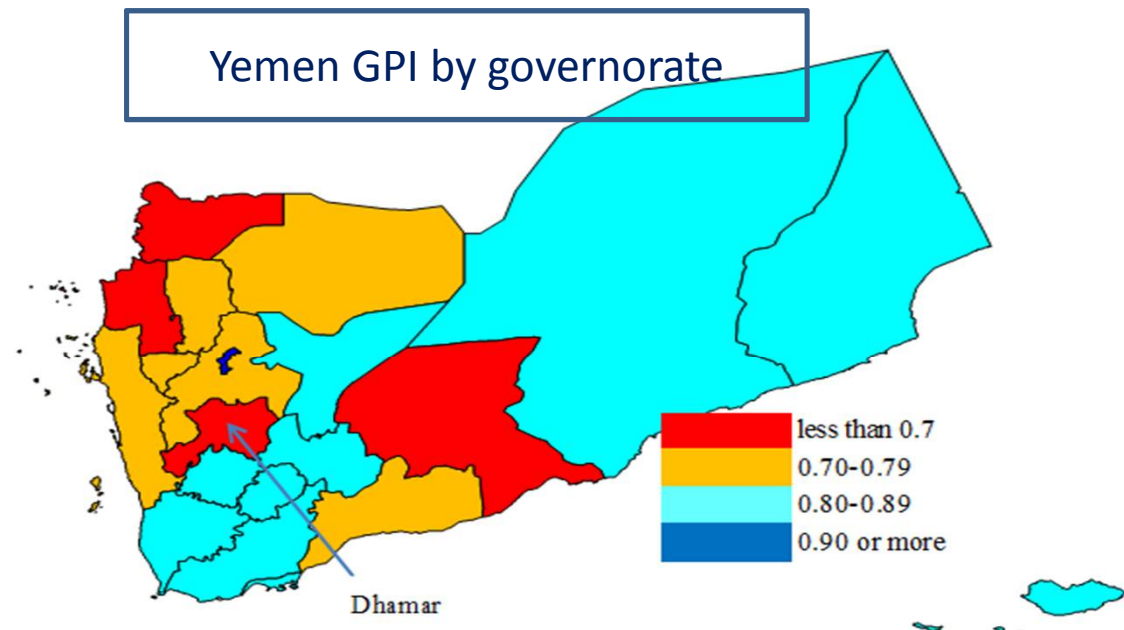 Yemen GPI by governorate
less than 0.7
0.70-0.79
0.80-0.89
0.90 or more
Dhamar